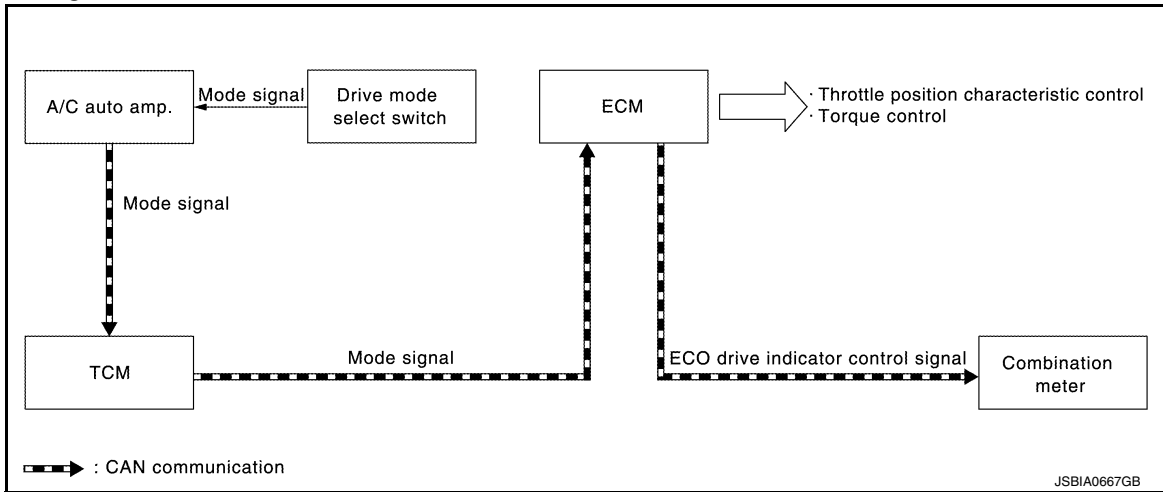 A/C auto amp.
Mode signal
Drive mode
select switch
ECM
· Throttle position characteristic control
· Torque control
Mode signal
TCM
Mode signal
ECO drive indicator control signal
Combination
meter
: CAN communication
JSBIA0667GB